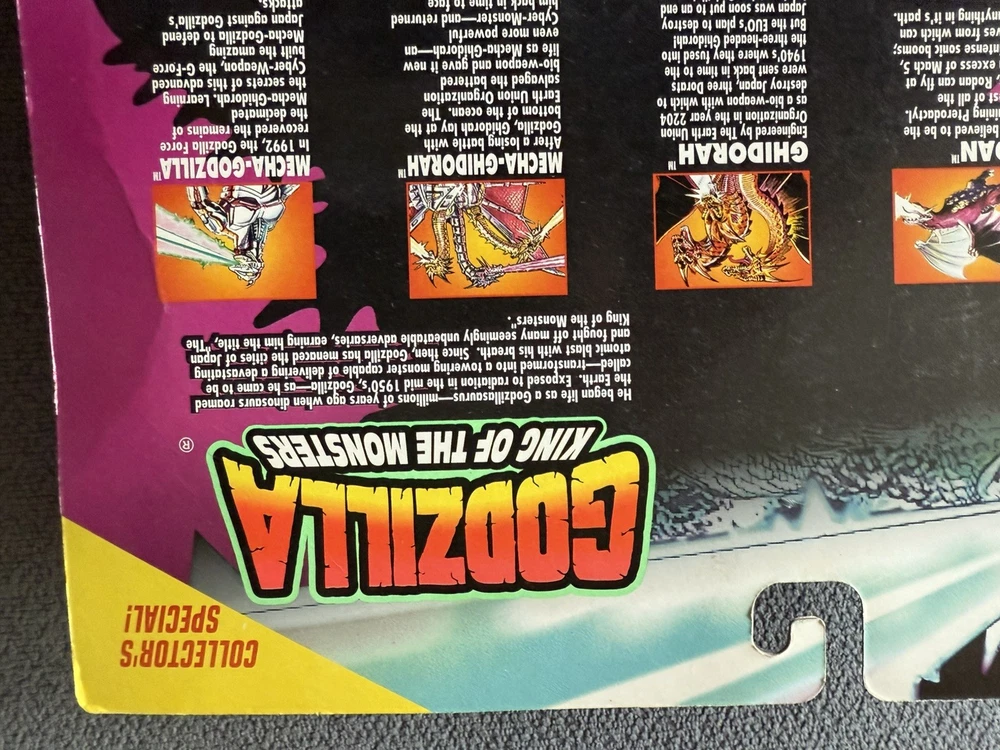 COLLECTOR'S
SPECIAL!
GODZILLA
KING OF THE MONSTERS ®
He began life as a Godzillasaurus—millions of years ago when dinosaurs roamed
the Earth. Exposed to radiation in the mid 1950's, Godzilla—as he came to be
called—transformed into a towering monster capable of delivering a devastating
atomic blast with his breath. Since then, Godzilla has menaced the cities of Japan
and fought off many seemingly unbeatable adversaries, earning him the title, "The
King of the Monsters".
DAN™
believed to be the
ining Pterodactyl.
st of all the
, Rodan can fly at
excess of Mach 5,
tense sonic booms;
ves from which
nything in it's path.
GHIDORAH™
Engineered by The Earth Union
Organization in the year 2204
as a bio-weapon with which to
destroy Japan, three Dorats
were sent back in time to the
1940's where they fused into
the three-headed Ghidorah!
But the EUO's plan to destroy
Japan was soon put to an end
MECHA-GHIDORAH™
After a losing battle with
Godzilla, Ghidorah lay at the
bottom of the ocean. The
Earth Union Organization
salvaged the battered
bio-weapon and gave it new
life as Mecha-Ghidorah—an
even more powerful
Cyber-Monster—and returned
him back in time to face
MECHA-GODZILLA™
In 1992, the Godzilla Force
recovered the remains of
the decimated
Mecha-Ghidorah. Learning
the secrets of this advanced
Cyber-Weapon, the G-Force
built the amazing
Mecha-Godzilla to defend
Japan against Godzilla's
attacks.